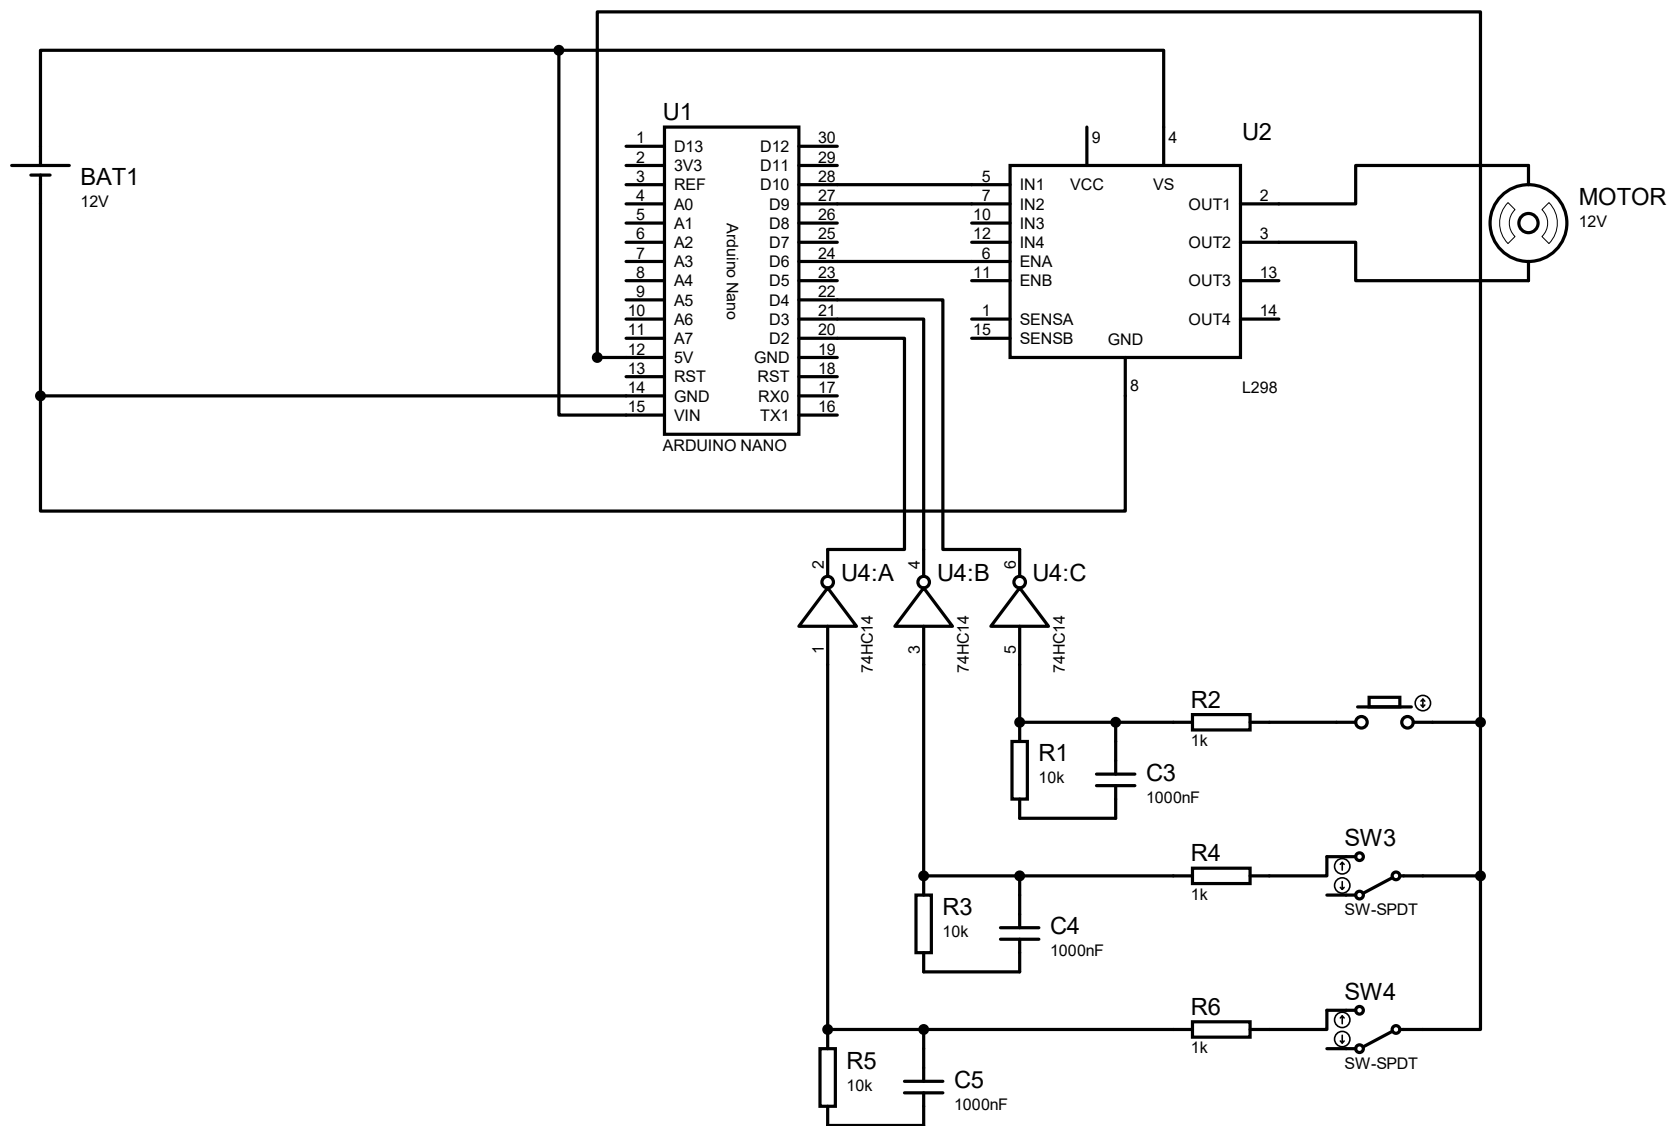 BAT1
12V
U1
1 D13 D12 30
2 3V3 D11 29
3 REF D10 28
4 A0 D9 27
5 A1 D8 26
6 A2 D7 25
7 A3 D6 24
8 A4 D5 23
9 A5 D4 22
10 A6 D3 21
11 A7 D2 20
12 5V GND 19
13 RST RST 18
14 GND RX0 17
15 VIN TX1 16
Arduino Nano
ARDUINO NANO
U2
9 4
5 IN1 VCC VS
7 IN2 OUT1 2
10 IN3
12 IN4 OUT2 3
6 ENA
11 ENB OUT3 13
1 SENSA OUT4 14
15 SENSB GND
8
L298
MOTOR
12V
2 U4:A
1 74HC14
4 U4:B
3 74HC14
6 U4:C
5 74HC14
R2
1k
R1
10k
C3
1000nF
R4
1k
SW3
SW-SPDT
R3
10k
C4
1000nF
R6
1k
SW4
SW-SPDT
R5
10k
C5
1000nF